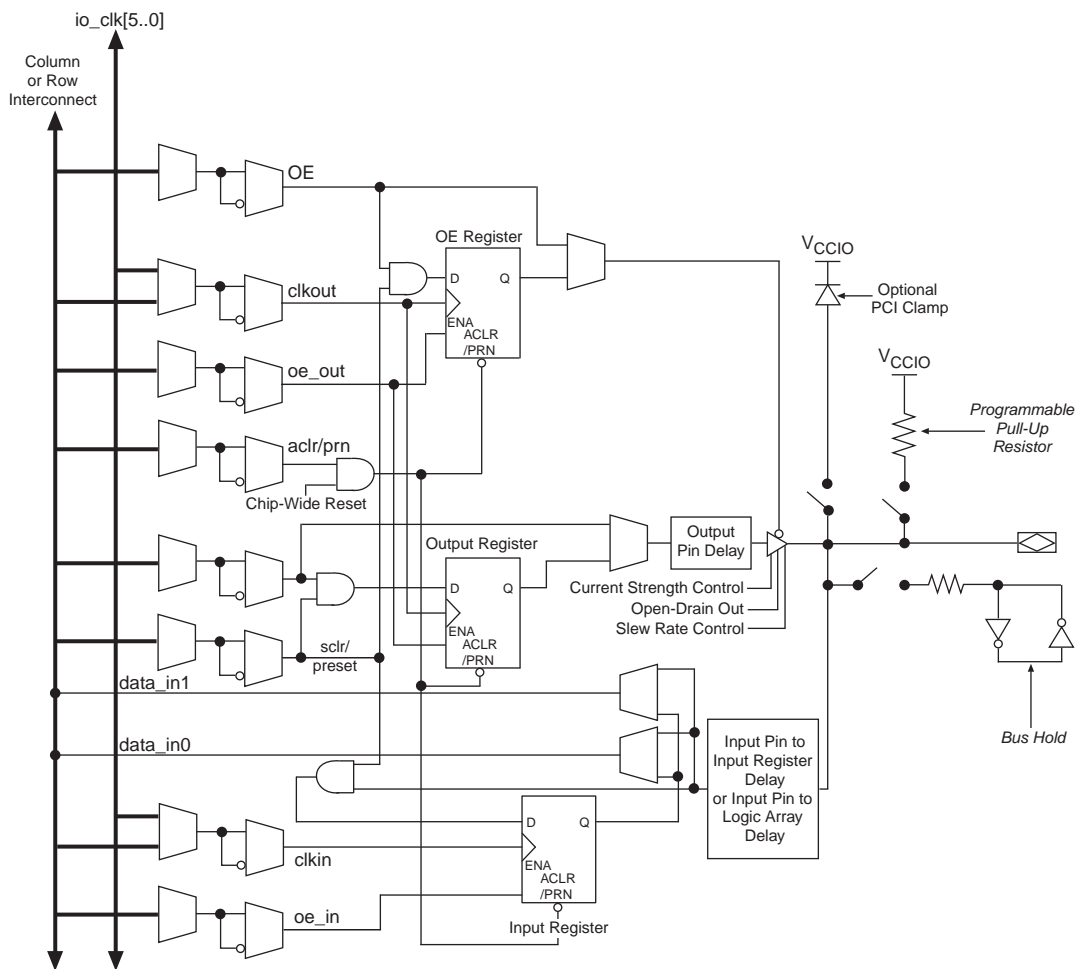 io_clk[5..0]
Column
or Row
Interconnect
OE
OE Register
D Q
ENA
ACLR
/PRN
clkout
oe_out
aclr/prn
Chip-Wide Reset
VCCIO
Optional
PCI Clamp
VCCIO
Programmable
Pull-Up
Resistor
Output Register
D Q
ENA
ACLR
/PRN
Output
Pin Delay
Current Strength Control
Open-Drain Out
Slew Rate Control
sclr/
preset
data_in1
data_in0
Bus Hold
Input Pin to
Input Register
Delay
or Input Pin to
Logic Array
Delay
D Q
ENA
ACLR
/PRN
clkin
oe_in
Input Register